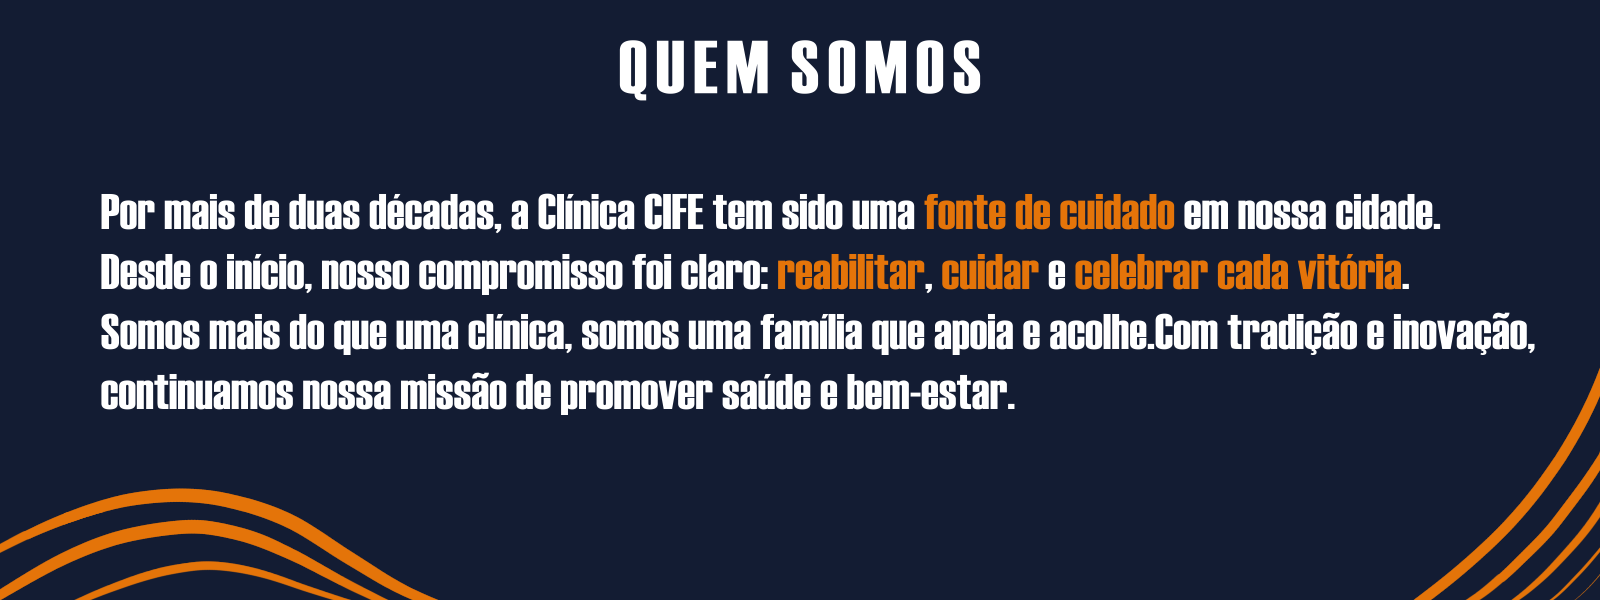 QUEM SOMOS
Por mais de duas décadas, a Clínica CIFE tem sido uma fonte de cuidado em nossa cidade.
Desde o início, nosso compromisso foi claro: reabilitar, cuidar e celebrar cada vitória.
Somos mais do que uma clínica, somos uma família que apoia e acolhe.Com tradição e inovação,
continuamos nossa missão de promover saúde e bem-estar.